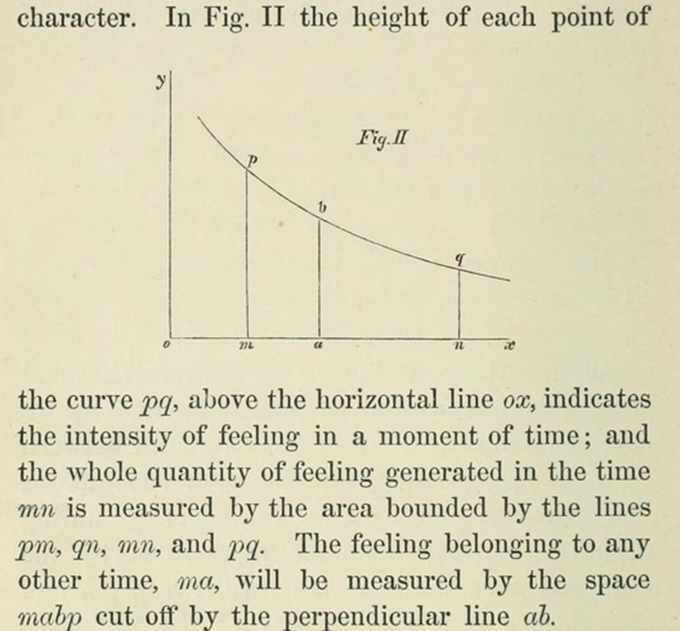 character. In Fig. II the height of each point of
y
Fig. II
p
b
q
o m a n x
the curve pq, above the horizontal line ox, indicates
the intensity of feeling in a moment of time; and
the whole quantity of feeling generated in the time
mn is measured by the area bounded by the lines
pm, qn, mn, and pq. The feeling belonging to any
other time, ma, will be measured by the space
mabp cut off by the perpendicular line ab.